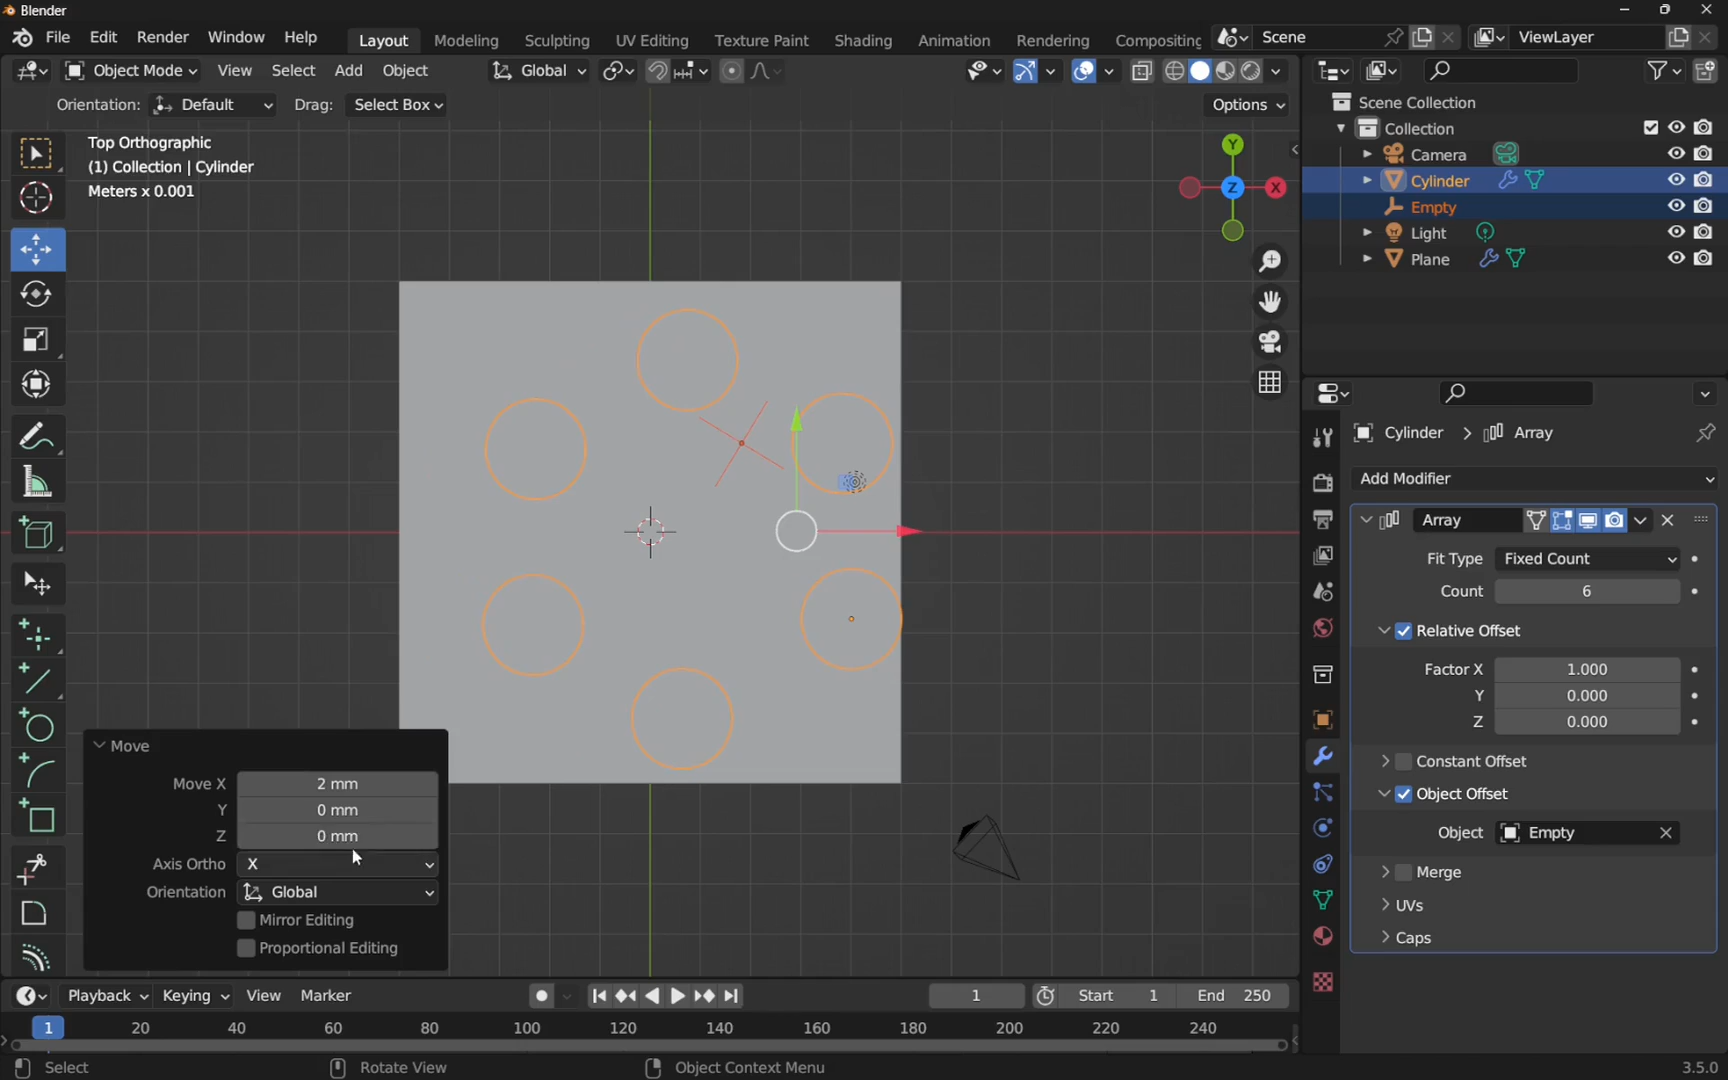 Blender
File Edit Render Window Help Layout Modeling Sculpting UV Editing Texture Paint Shading Animation Rendering Compositing Scene ViewLayer
Object Mode View Select Add Object Global
Orientation: Default Drag: Select Box Options
Top Orthographic
(1) Collection | Cylinder
Meters x 0.001
Y
Z X
Scene Collection
Collection
Camera
Cylinder
Empty
Light
Plane
Cylinder > Array
Add Modifier
Array
Fit Type Fixed Count
Count 6
Relative Offset
Factor X 1.000
Y 0.000
Z 0.000
Constant Offset
Object Offset
Object Empty
Merge
UVs
Caps
Move
Move X 2 mm
Y 0 mm
Z 0 mm
Axis Ortho X
Orientation Global
Mirror Editing
Proportional Editing
Playback Keying View Marker 1 Start 1 End 250
1 20 40 60 80 100 120 140 160 180 200 220 240
Select Rotate View Object Context Menu 3.5.0